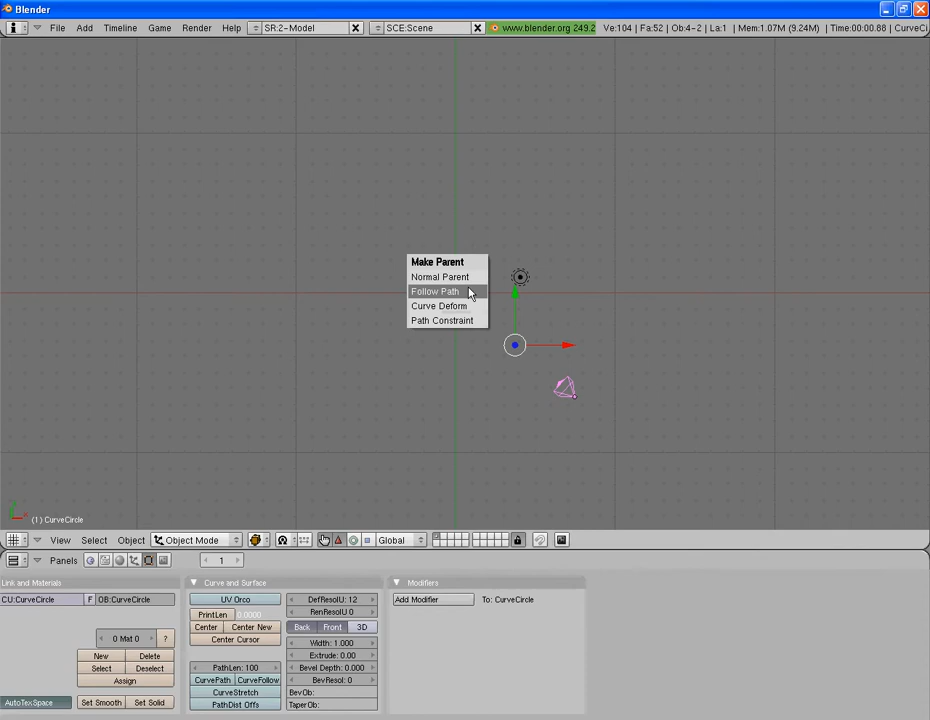 Blender
File Add Timeline Game Render Help SR:2-Model SCE:Scene www.blender.org 249.2 Ve:104 | Fa:52 | Ob:4-2 | La:1 | Mem:1.07M (9.24M) | Time:00:00.88 | CurveCi
Make Parent
Normal Parent
Follow Path
Curve Deform
Path Constraint
(1) CurveCircle
View Select Object Object Mode Global
Panels 1
Link and Materials Curve and Surface Modifiers
CU:CurveCircle F OB:CurveCircle UV Orco DefResolU: 12 Add Modifier To: CurveCircle
PrintLen 0.0000 RenResolU 0
Center Center New Back Front 3D
0 Mat 0 ? Center Cursor Width: 1.000
New Delete Extrude: 0.00
Select Deselect PathLen: 100 Bevel Depth: 0.000
Assign CurvePath CurveFollow BevResol: 0
CurveStretch BevOb:
AutoTexSpace Set Smooth Set Solid PathDist Offs TaperOb: